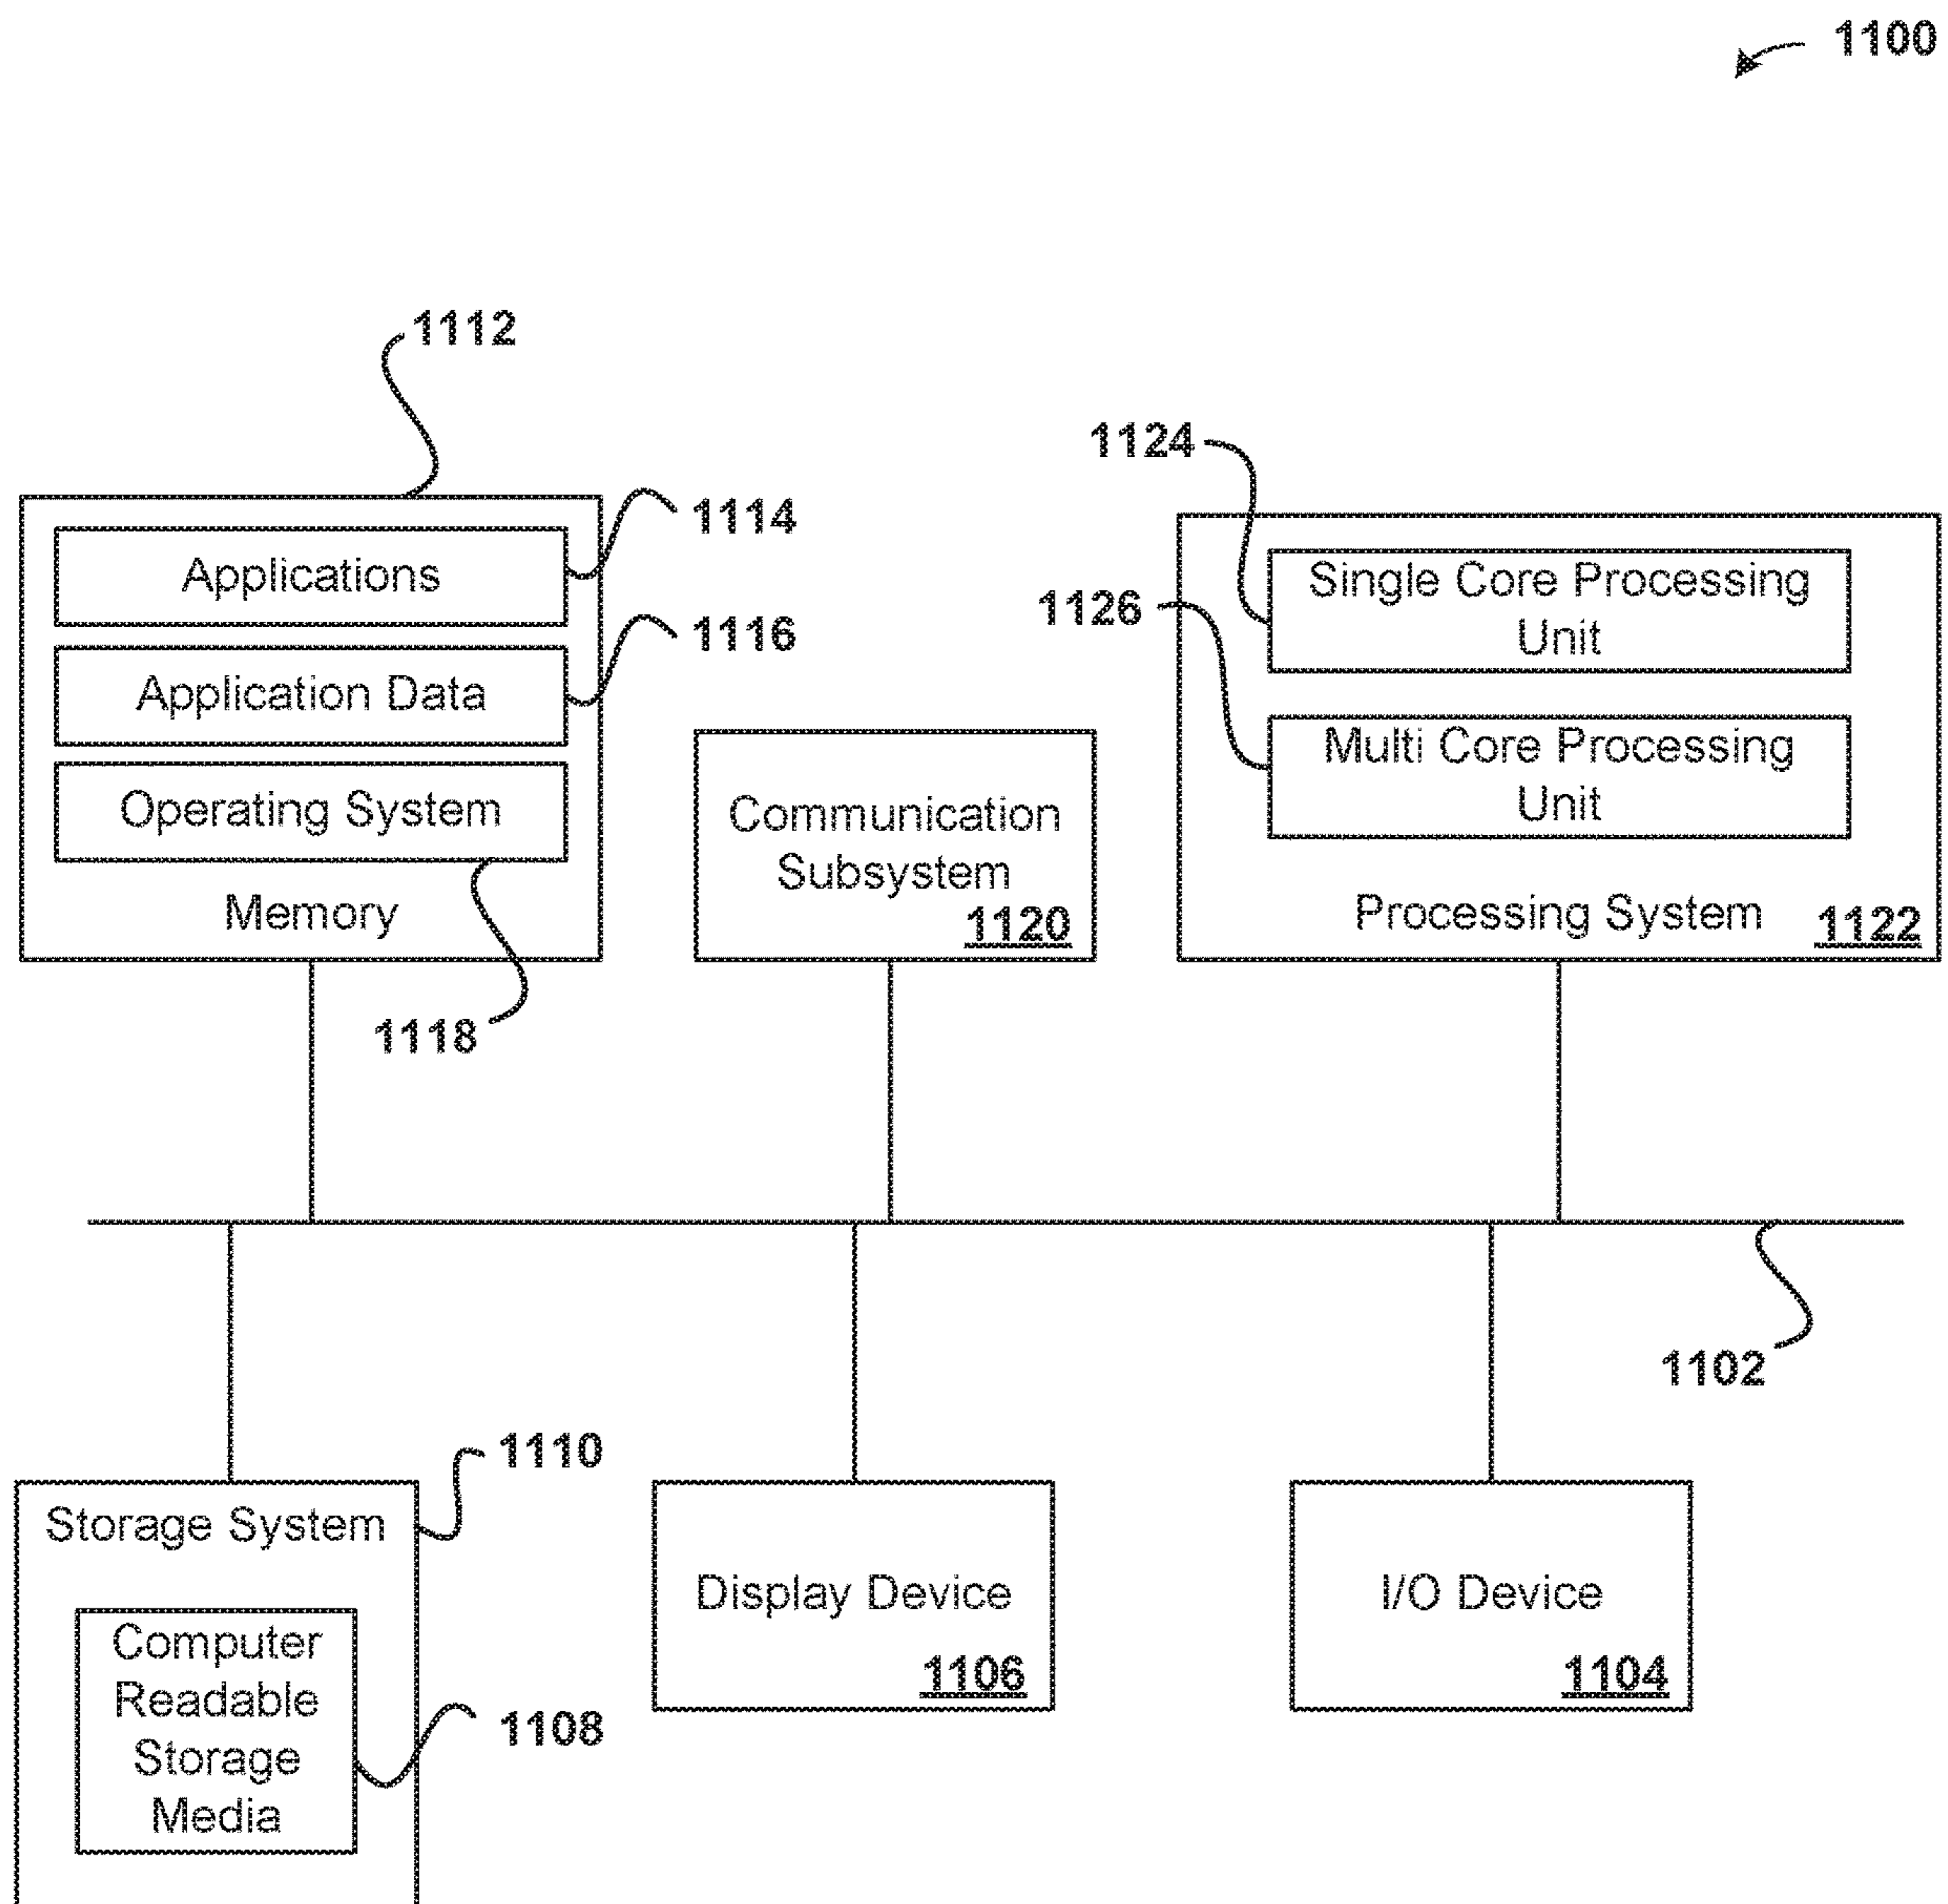 1100
1112
1124
1114
Applications
Single Core Processing
Unit
1126
1116
Application Data
Multi Core Processing
Unit
Operating System
Communication
Subsystem
1120
Memory
Processing System
1122
1118
1102
1110
Storage System
Computer
Readable
Storage
Media
1108
Display Device
1106
I/O Device
1104